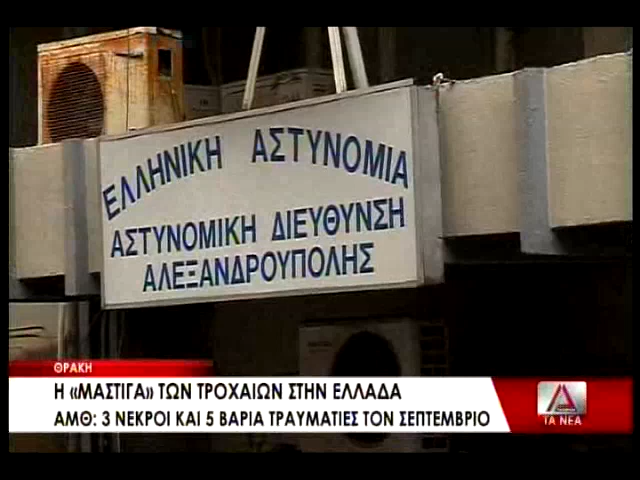 ΕΛΛΗΝΙΚΗ ΑΣΤΥΝΟΜΙΑ
ΑΣΤΥΝΟΜΙΚΗ ΔΙΕΥΘΥΝΣΗ
ΑΛΕΞΑΝΔΡΟΥΠΟΛΗΣ
ΘΡΑΚΗ
Η «ΜΑΣΤΙΓΑ» ΤΩΝ ΤΡΟΧΑΙΩΝ ΣΤΗΝ ΕΛΛΑΔΑ
ΑΜΘ: 3 ΝΕΚΡΟΙ ΚΑΙ 5 ΒΑΡΙΑ ΤΡΑΥΜΑΤΙΕΣ ΤΟΝ ΣΕΠΤΕΜΒΡΙΟ
ΤΑ ΝΕΑ